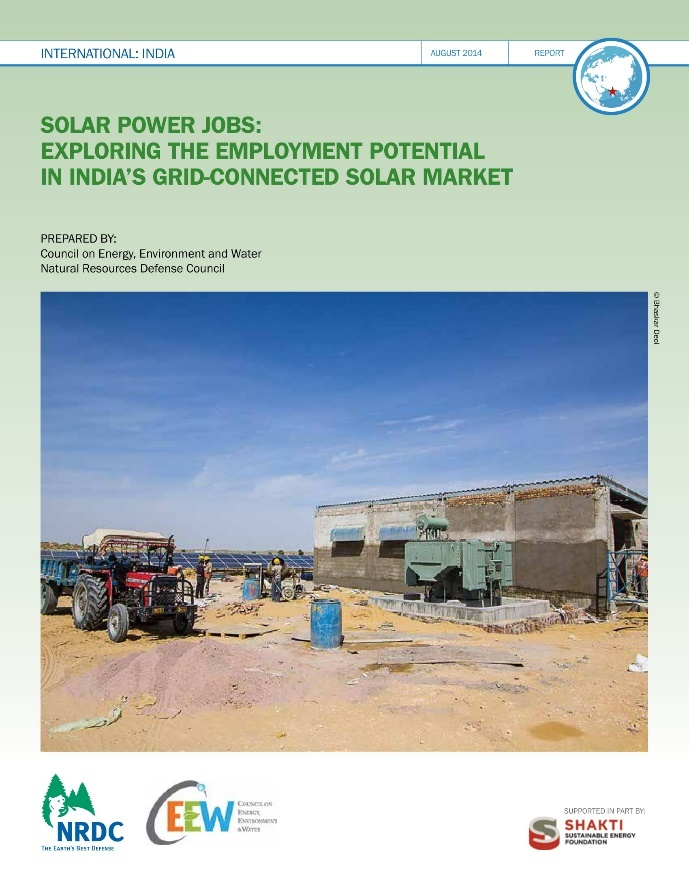 INTERNATIONAL: INDIA
AUGUST 2014
REPORT
SOLAR POWER JOBS:
EXPLORING THE EMPLOYMENT POTENTIAL
IN INDIA'S GRID-CONNECTED SOLAR MARKET
PREPARED BY:
Council on Energy, Environment and Water
Natural Resources Defense Council
© Bhaskar Deol
NRDC
THE EARTH'S BEST DEFENSE
CEEW
COUNCIL ON
ENERGY,
ENVIRONMENT
& WATER
SUPPORTED IN PART BY:
SHAKTI
SUSTAINABLE ENERGY
FOUNDATION